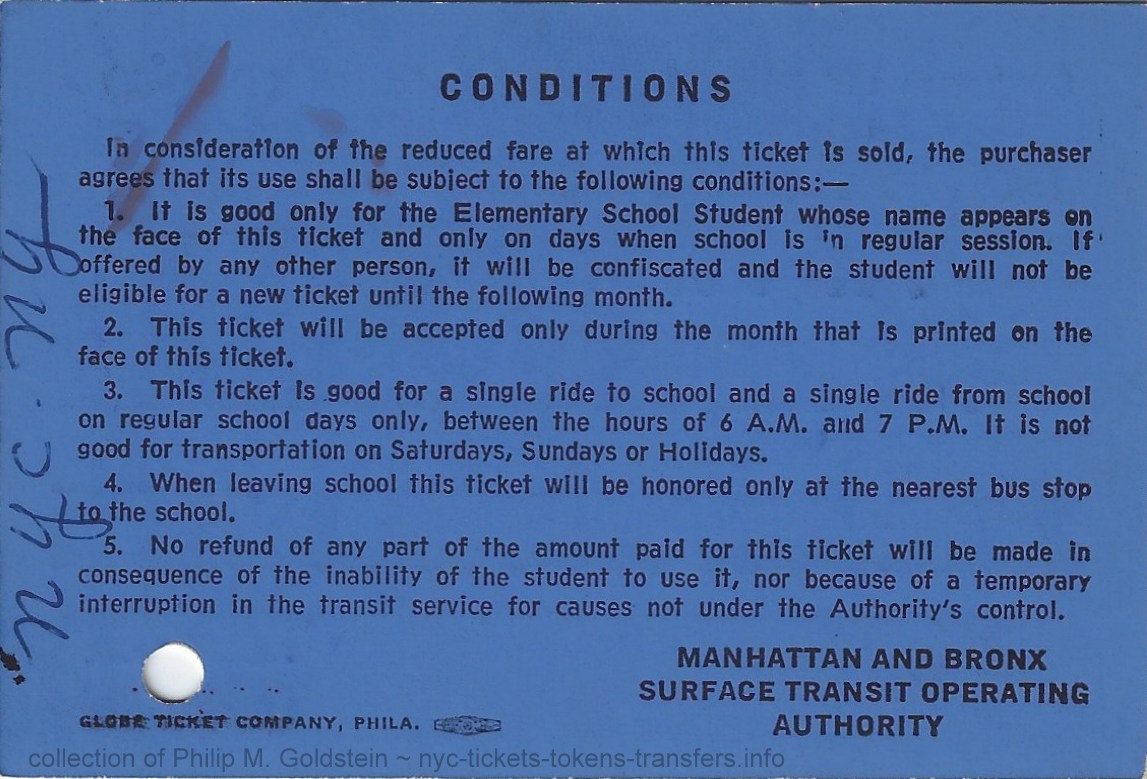 CONDITIONS
In consideration of the reduced fare at which this ticket is sold, the purchaser
agrees that its use shall be subject to the following conditions:—
1. It is good only for the Elementary School Student whose name appears on
the face of this ticket and only on days when school is in regular session. If
offered by any other person, it will be confiscated and the student will not be
eligible for a new ticket until the following month.
2. This ticket will be accepted only during the month that is printed on the
face of this ticket.
3. This ticket is good for a single ride to school and a single ride from school
on regular school days only, between the hours of 6 A.M. and 7 P.M. It is not
good for transportation on Saturdays, Sundays or Holidays.
4. When leaving school this ticket will be honored only at the nearest bus stop
to the school.
5. No refund of any part of the amount paid for this ticket will be made in
consequence of the inability of the student to use it, nor because of a temporary
interruption in the transit service for causes not under the Authority's control.
MANHATTAN AND BRONX
SURFACE TRANSIT OPERATING
AUTHORITY
GLOBE TICKET COMPANY, PHILA.
collection of Philip M. Goldstein ~ nyc-tickets-tokens-transfers.info